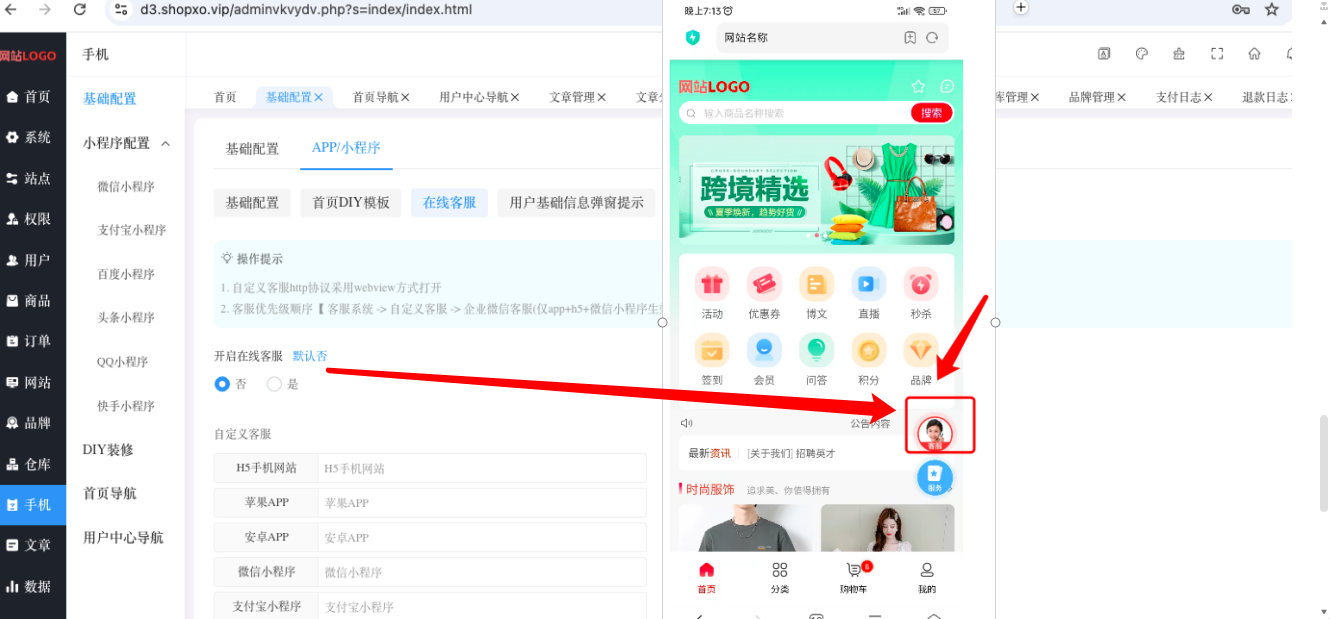 d3.shopxo.vip/adminvkvydv.php?s=index/index.html
网站LOGO
首页
系统
站点
权限
用户
商品
订单
网站
品牌
仓库
手机
文章
数据
手机
基础配置
小程序配置
微信小程序
支付宝小程序
百度小程序
头条小程序
QQ小程序
快手小程序
DIY装修
首页导航
用户中心导航
首页
基础配置
首页导航
用户中心导航
文章管理
文章
库管理
品牌管理
支付日志
退款日志
基础配置
APP/小程序
基础配置
首页DIY模板
在线客服
用户基础信息弹窗提示
操作提示
1. 自定义客服http协议采用webview方式打开
2. 客服优先级顺序【 客服系统 -> 自定义客服 -> 企业微信客服(仅app+h5+微信小程序生
开启在线客服 默认否
否 是
自定义客服
H5手机网站 H5手机网站
苹果APP 苹果APP
安卓APP 安卓APP
微信小程序 微信小程序
支付宝小程序 支付宝小程序
晚上7:13
57
网站名称
网站LOGO
输入商品名称搜索 搜索
跨境精选
夏季焕新，趋势好货
活动 优惠券 博文 直播 秒杀
签到 会员 问答 积分 品牌
公告内容
客服
最新资讯 [关于我们] 招聘英才
服务
时尚服饰 追求美、你值得拥有
6
首页 分类 购物车 我的